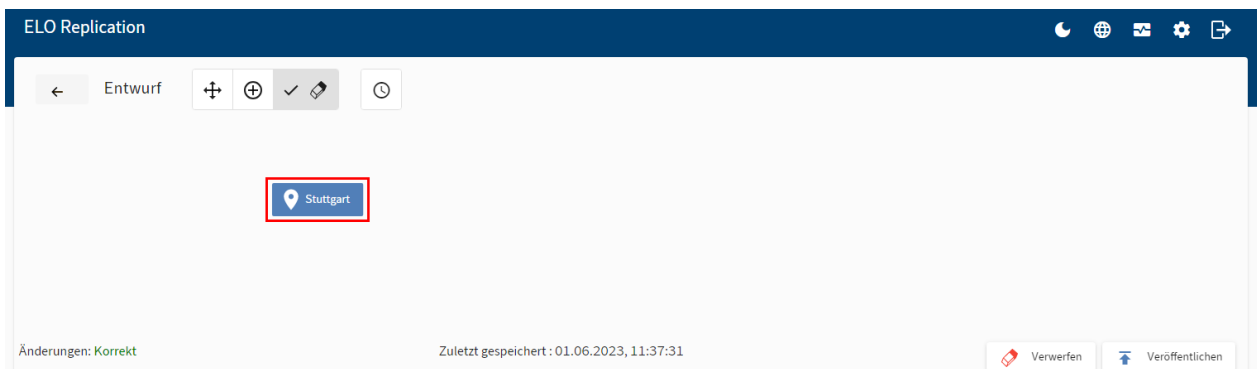 ELO Replication
Entwurf
Stuttgart
Änderungen: Korrekt
Zuletzt gespeichert : 01.06.2023, 11:37:31
Verwerfen
Veröffentlichen